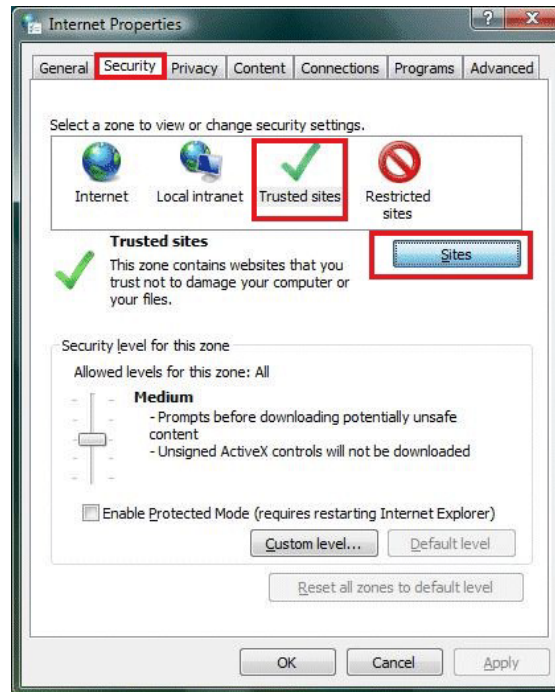 Internet Properties
?
X
General Security Privacy Content Connections Programs Advanced
Select a zone to view or change security settings.
Internet Local intranet Trusted sites Restricted
sites
Trusted sites
This zone contains websites that you
trust not to damage your computer or
your files.
Sites
Security level for this zone
Allowed levels for this zone: All
Medium
- Prompts before downloading potentially unsafe
content
- Unsigned ActiveX controls will not be downloaded
Enable Protected Mode (requires restarting Internet Explorer)
Custom level... Default level
Reset all zones to default level
OK Cancel Apply